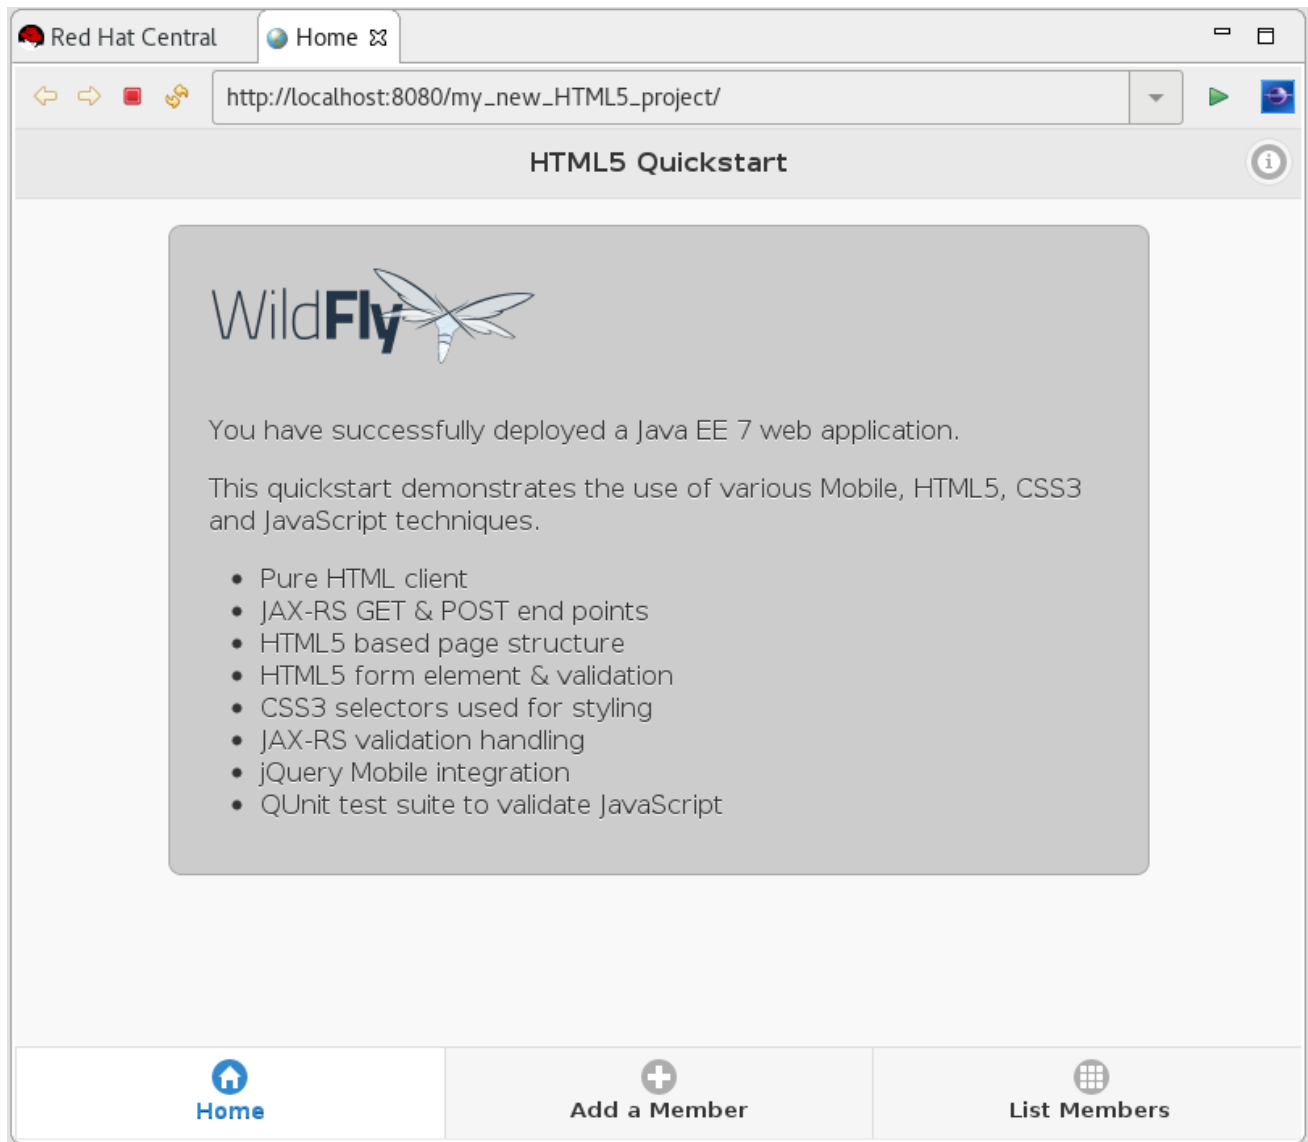 Red Hat Central
Home
http://localhost:8080/my_new_HTML5_project/
HTML5 Quickstart
WildFly
You have successfully deployed a Java EE 7 web application.
This quickstart demonstrates the use of various Mobile, HTML5, CSS3
and JavaScript techniques.
• Pure HTML client
• JAX-RS GET & POST end points
• HTML5 based page structure
• HTML5 form element & validation
• CSS3 selectors used for styling
• JAX-RS validation handling
• jQuery Mobile integration
• QUnit test suite to validate JavaScript
Home
Add a Member
List Members